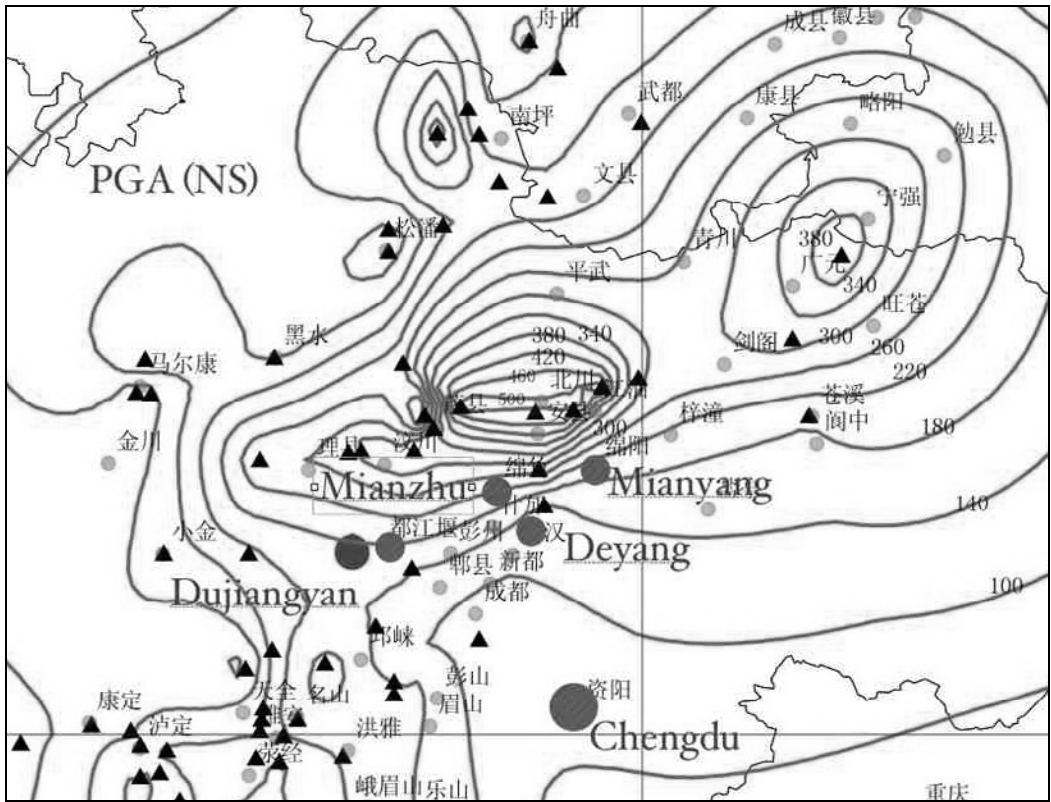 舟曲
成县
徽县
武都
康县
略阳
南坪
勉县
PGA (NS)
文县
宁强
松潘
青川
380
广元
平武
340
旺苍
黑水
380
340
剑阁
300
260
马尔康
420
220
460
北川
500
苍溪
安县
金川
梓潼
阆中
180
300
理县
汶川
绵阳
绵竹
Mianzhu
Mianyang
140
小金
都江堰
彭州
Deyang
郫县
新都
Dujiangyan
成都
100
邛崃
彭山
康定
天全
名山
眉山
资阳
泸定
洪雅
Chengdu
荥经
峨眉山
乐山
重庆